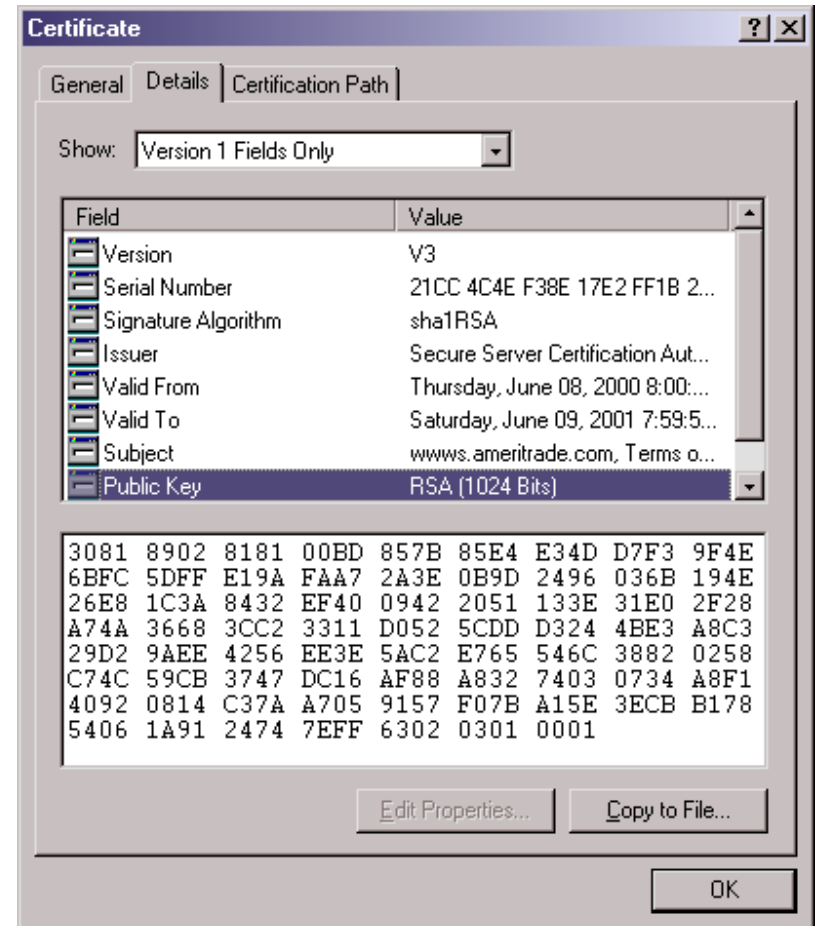 Certificate
General Details Certification Path
Show: Version 1 Fields Only
Field Value
Version V3
Serial Number 21CC 4C4E F38E 17E2 FF1B 2...
Signature Algorithm sha1RSA
Issuer Secure Server Certification Aut...
Valid From Thursday, June 08, 2000 8:00:...
Valid To Saturday, June 09, 2001 7:59:5...
Subject wwws.ameritrade.com, Terms o...
Public Key RSA (1024 Bits)
3081 8902 8181 00BD 857B 85E4 E34D D7F3 9F4E
6BFC 5DFF E19A FAA7 2A3E 0B9D 2496 036B 194E
26E8 1C3A 8432 EF40 0942 2051 133E 31E0 2F28
A74A 3668 3CC2 3311 D052 5CDD D324 4BE3 A8C3
29D2 9AEE 4256 EE3E 5AC2 E765 546C 3882 0258
C74C 59CB 3747 DC16 AF88 A832 7403 0734 A8F1
4092 0814 C37A A705 9157 F07B A15E 3ECB B178
5406 1A91 2474 7EFF 6302 0301 0001
Edit Properties... Copy to File...
OK